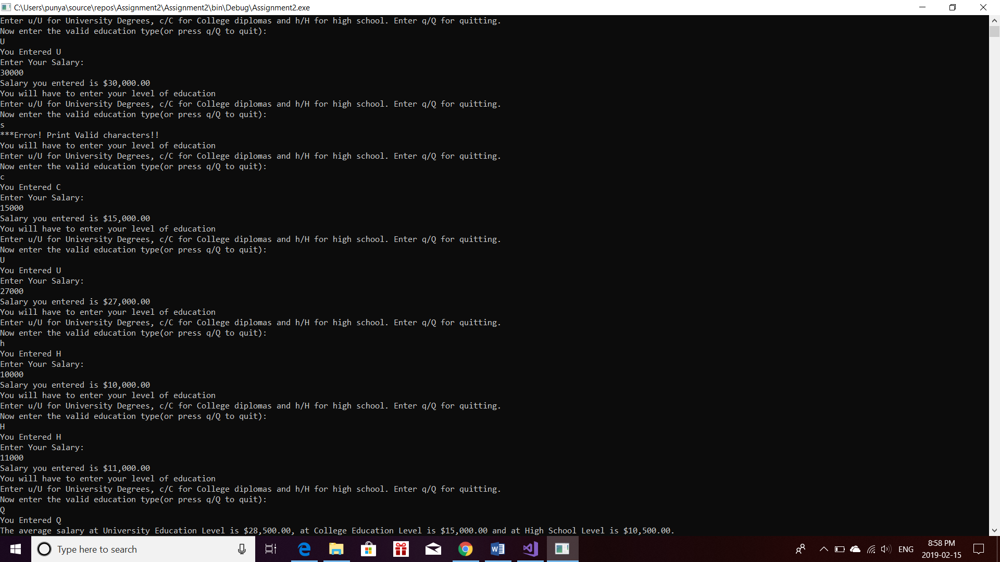 C:\Users\punya\source\repos\Assignment2\Assignment2\bin\Debug\Assignment2.exe
Enter u/U for University Degrees, c/C for College diplomas and h/H for high school. Enter q/Q for quitting.
Now enter the valid education type(or press q/Q to quit):
U
You Entered U
Enter Your Salary:
30000
Salary you entered is $30,000.00
You will have to enter your level of education
Enter u/U for University Degrees, c/C for College diplomas and h/H for high school. Enter q/Q for quitting.
Now enter the valid education type(or press q/Q to quit):
s
***Error! Print Valid characters!!
You will have to enter your level of education
Enter u/U for University Degrees, c/C for College diplomas and h/H for high school. Enter q/Q for quitting.
Now enter the valid education type(or press q/Q to quit):
c
You Entered C
Enter Your Salary:
15000
Salary you entered is $15,000.00
You will have to enter your level of education
Enter u/U for University Degrees, c/C for College diplomas and h/H for high school. Enter q/Q for quitting.
Now enter the valid education type(or press q/Q to quit):
U
You Entered U
Enter Your Salary:
27000
Salary you entered is $27,000.00
You will have to enter your level of education
Enter u/U for University Degrees, c/C for College diplomas and h/H for high school. Enter q/Q for quitting.
Now enter the valid education type(or press q/Q to quit):
h
You Entered H
Enter Your Salary:
10000
Salary you entered is $10,000.00
You will have to enter your level of education
Enter u/U for University Degrees, c/C for College diplomas and h/H for high school. Enter q/Q for quitting.
Now enter the valid education type(or press q/Q to quit):
H
You Entered H
Enter Your Salary:
11000
Salary you entered is $11,000.00
You will have to enter your level of education
Enter u/U for University Degrees, c/C for College diplomas and h/H for high school. Enter q/Q for quitting.
Now enter the valid education type(or press q/Q to quit):
Q
You Entered Q
The average salary at University Education Level is $28,500.00, at College Education Level is $15,000.00 and at High School Level is $10,500.00.
Type here to search
ENG
8:58 PM
2019-02-15